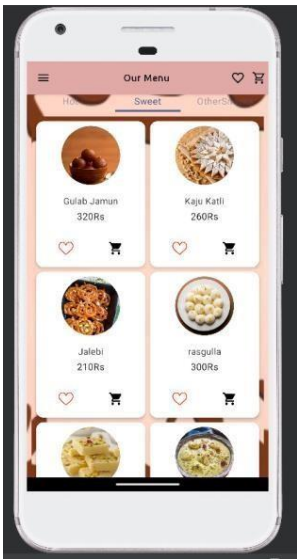 Our Menu
Sweet
Gulab Jamun
Kaju Katli
320Rs
260Rs
Jalebi
rasgulla
210Rs
300Rs